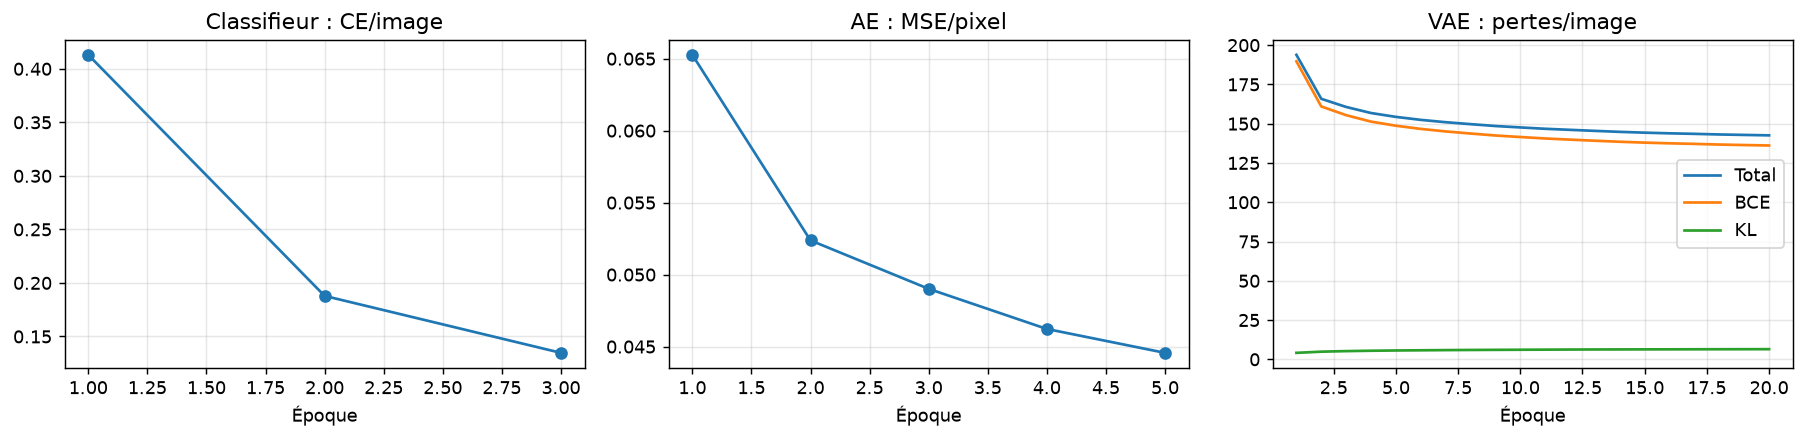 Classifieur : CE/image
0.40
0.35
0.30
0.25
0.20
0.15
1.00 1.25 1.50 1.75 2.00 2.25 2.50 2.75 3.00
Époque
AE : MSE/pixel
0.065
0.060
0.055
0.050
0.045
1.0 1.5 2.0 2.5 3.0 3.5 4.0 4.5 5.0
Époque
VAE : pertes/image
200
175
150
125
100
75
50
25
0
Total
BCE
KL
2.5 5.0 7.5 10.0 12.5 15.0 17.5 20.0
Époque